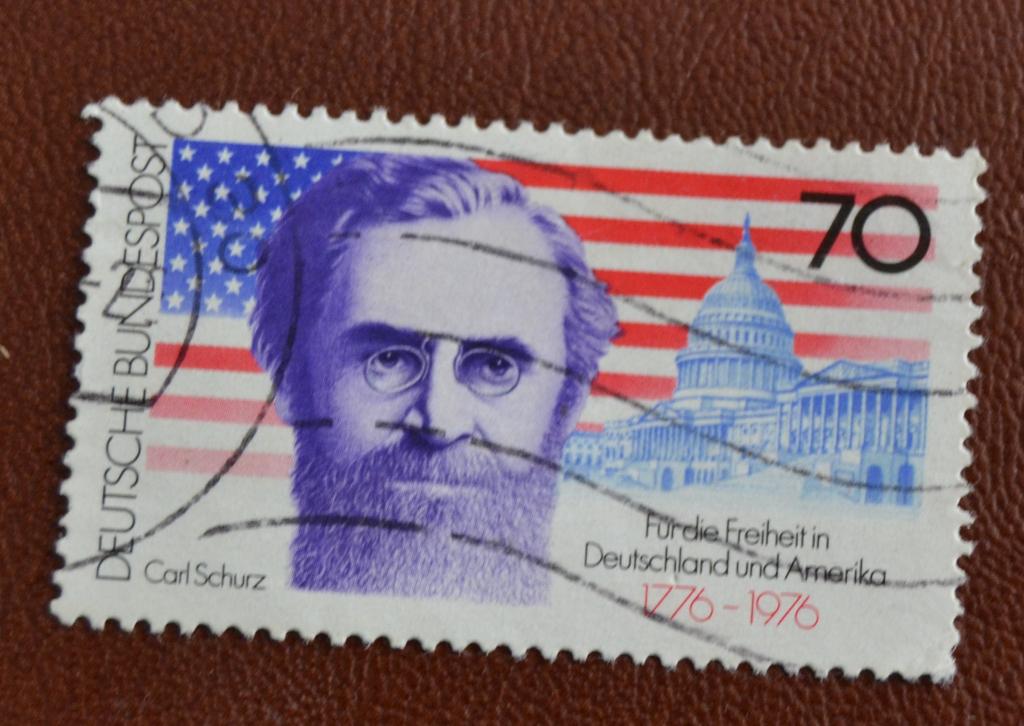 DEUTSCHE BUNDESPOST
70
Carl Schurz
Für die Freiheit in
Deutschland und Amerika
1776 - 1976